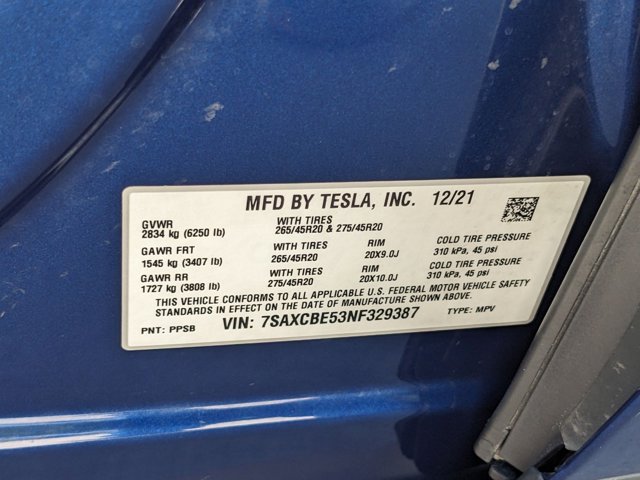 MFD BY TESLA, INC. 12/21
GVWR
2834 kg (6250 lb)
WITH TIRES
265/45R20 & 275/45R20
GAWR FRT
1545 kg (3407 lb)
WITH TIRES
265/45R20
RIM
20X9.0J
COLD TIRE PRESSURE
310 kPa, 45 psi
GAWR RR
1727 kg (3808 lb)
WITH TIRES
275/45R20
RIM
20X10.0J
COLD TIRE PRESSURE
310 kPa, 45 psi
THIS VEHICLE CONFORMS TO ALL APPLICABLE U.S. FEDERAL MOTOR VEHICLE SAFETY
STANDARDS IN EFFECT ON THE DATE OF MANUFACTURE SHOWN ABOVE.
PNT: PPSB
VIN: 7SAXCBE53NF329387
TYPE: MPV